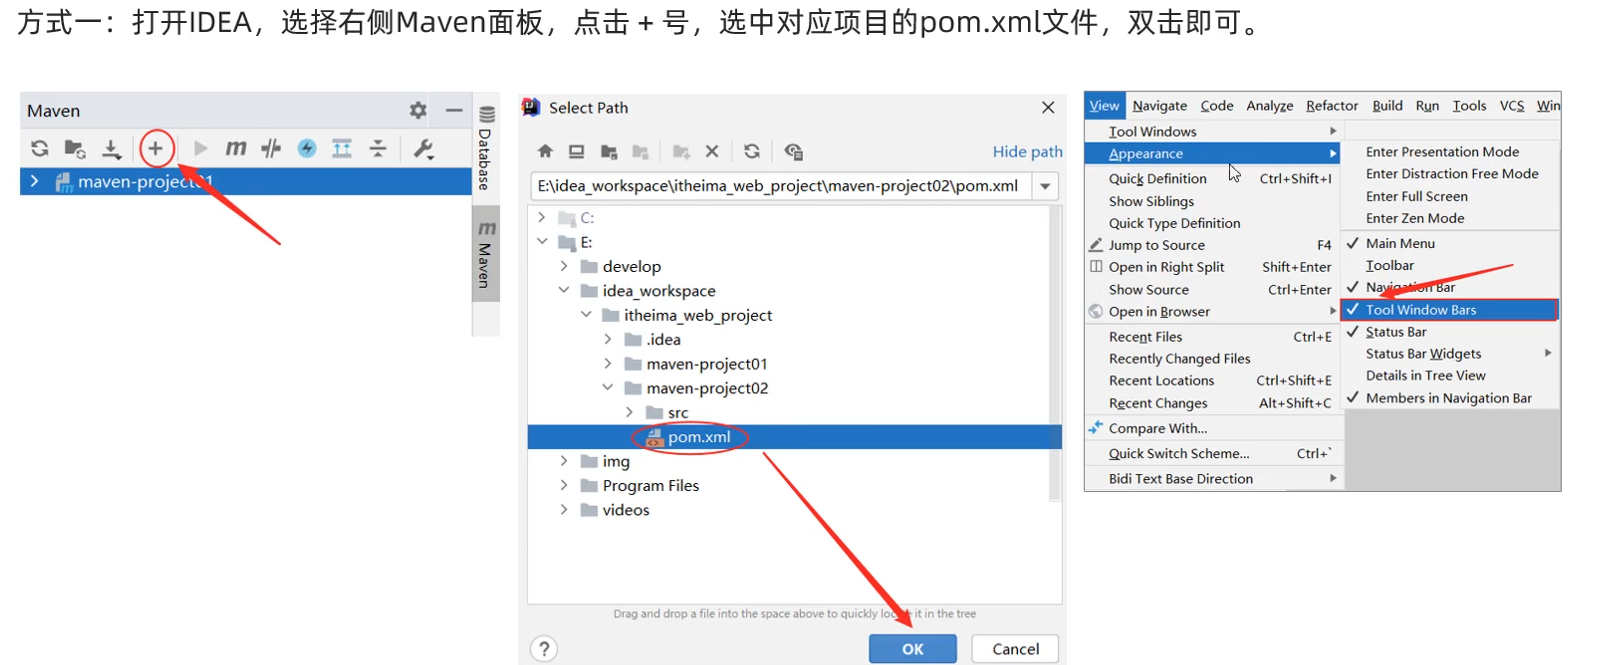 方式一：打开IDEA，选择右侧Maven面板，点击 + 号，选中对应项目的pom.xml文件，双击即可。
Maven
maven-project01
Database
Maven
Select Path
Hide path
E:\idea_workspace\itheima_web_project\maven-project02\pom.xml
C:
E:
develop
idea_workspace
itheima_web_project
.idea
maven-project01
maven-project02
src
pom.xml
img
Program Files
videos
Drag and drop a file into the space above to quickly locate it in the tree
?
OK
Cancel
View Navigate Code Analyze Refactor Build Run Tools VCS Win
Tool Windows
Appearance
Quick Definition Ctrl+Shift+I
Show Siblings
Quick Type Definition
Jump to Source F4
Open in Right Split Shift+Enter
Show Source Ctrl+Enter
Open in Browser
Recent Files Ctrl+E
Recently Changed Files
Recent Locations Ctrl+Shift+E
Recent Changes Alt+Shift+C
Compare With...
Quick Switch Scheme... Ctrl+`
Bidi Text Base Direction
Enter Presentation Mode
Enter Distraction Free Mode
Enter Full Screen
Enter Zen Mode
Main Menu
Toolbar
Navigation Bar
Tool Window Bars
Status Bar
Status Bar Widgets
Details in Tree View
Members in Navigation Bar